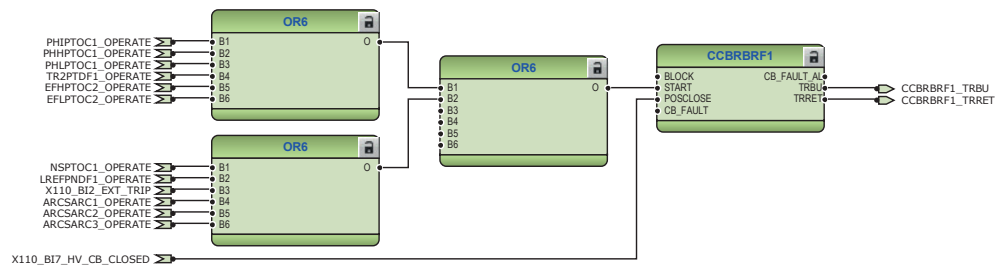 OR6
PHIPTOC1_OPERATE B1 O
PHHPTOC1_OPERATE B2
PHLPTOC1_OPERATE B3
TR2PTDF1_OPERATE B4
EFHPTOC2_OPERATE B5
EFLPTOC2_OPERATE B6
OR6
B1 O
B2
B3
B4
B5
B6
CCBRBRF1
BLOCK CB_FAULT_AL
START TRBU
POSCLOSE TRRET
CB_FAULT
CCBRBRF1_TRBU
CCBRBRF1_TRRET
OR6
NSPTOC1_OPERATE B1 O
LREFPNDF1_OPERATE B2
X110_BI2_EXT_TRIP B3
ARCSARC1_OPERATE B4
ARCSARC2_OPERATE B5
ARCSARC3_OPERATE B6
X110_BI7_HV_CB_CLOSED